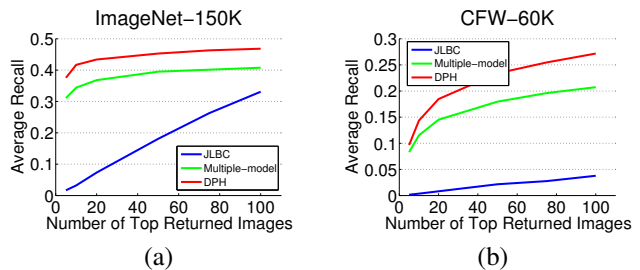 ImageNet−150K
Average Recall
0.5
0.4
0.3
0.2
0.1
0
0 20 40 60 80 100
Number of Top Returned Images
JLBC
Multiple−model
DPH
(a)
CFW−60K
Average Recall
0.3
0.25
0.2
0.15
0.1
0.05
0
0 20 40 60 80 100
Number of Top Returned Images
JLBC
Multiple−model
DPH
(b)